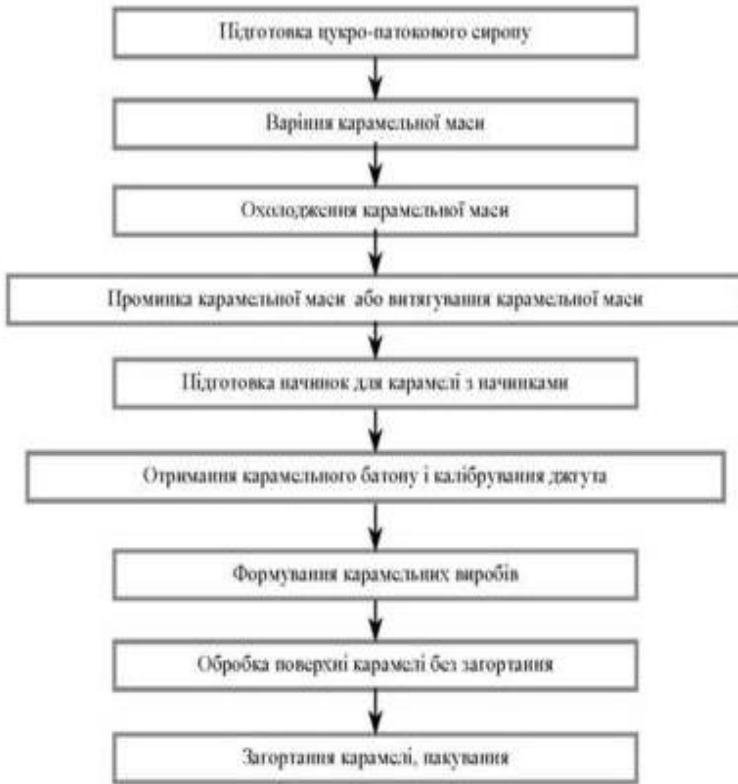 Підготовка цукро-патокового сиропу
Варіння карамельної маси
Охолодження карамельної маси
Проминка карамельної маси або витягування карамельної маси
Підготовка начинок для карамелі з начинками
Отримання карамельного батону і калібрування джгута
Формування карамельних виробів
Обробка поверхні карамелі без загортання
Загортання карамелі, пакування